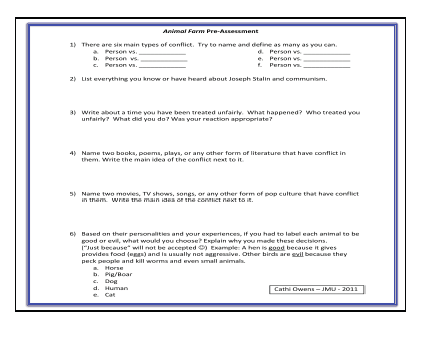 Animal Farm Pre-Assessment
1) There are six main types of conflict. Try to name and define as many as you can.
a. Person vs. ____________ d. Person vs. ____________
b. Person vs. ____________ e. Person vs. ____________
c. Person vs. ____________ f. Person vs. ____________
2) List everything you know or have heard about Joseph Stalin and communism.
3) Write about a time you have been treated unfairly. What happened? Who treated you
unfairly? What did you do? Was your reaction appropriate?
4) Name two books, poems, plays, or any other form of literature that have conflict in
them. Write the main idea of the conflict next to it.
5) Name two movies, TV shows, songs, or any other form of pop culture that have conflict
in them. Write the main idea of the conflict next to it.
6) Based on their personalities and your experiences, if you had to label each animal to be
good or evil, what would you choose? Explain why you made these decisions.
("Just because" will not be accepted ☺) Example: A hen is good because it gives
provides food (eggs) and is usually not aggressive. Other birds are evil because they
peck people and kill worms and even small animals.
a. Horse
b. Pig/Boar
c. Dog
d. Human
e. Cat
Cathi Owens – JMU - 2011